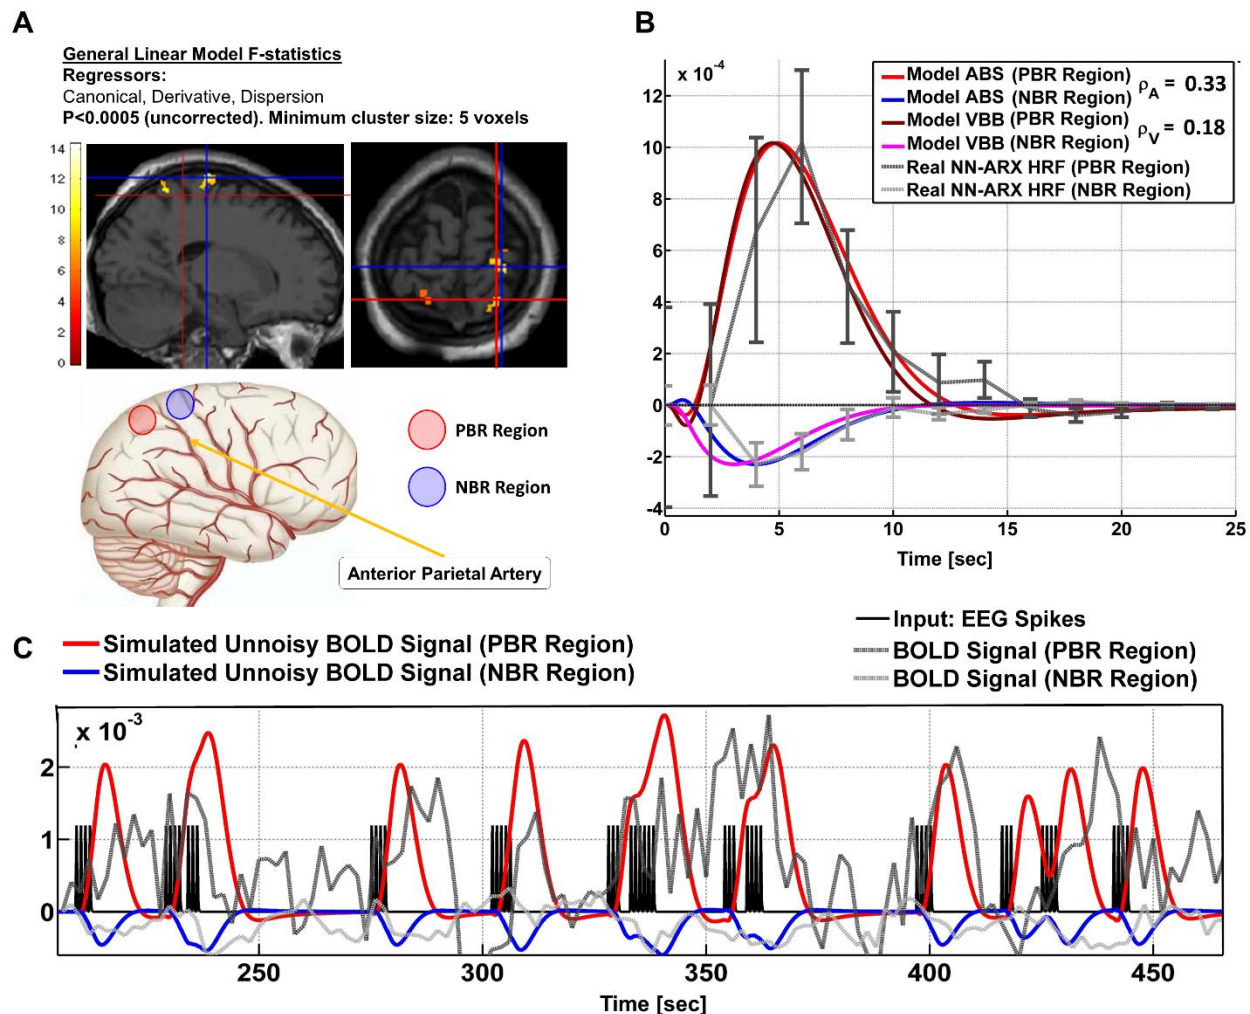 A
General Linear Model F-statistics
Regressors:
Canonical, Derivative, Dispersion
P<0.0005 (uncorrected). Minimum cluster size: 5 voxels
14
12
10
8
6
4
2
0
PBR Region
NBR Region
Anterior Parietal Artery
B
x 10⁻⁴
Model ABS (PBR Region)
Model ABS (NBR Region)
ρA = 0.33
Model VBB (PBR Region)
Model VBB (NBR Region)
ρV = 0.18
Real NN-ARX HRF (PBR Region)
Real NN-ARX HRF (NBR Region)
12
10
8
6
4
2
0
-2
-4
0 5 10 15 20 25
Time [sec]
C
Simulated Unnoisy BOLD Signal (PBR Region)
Simulated Unnoisy BOLD Signal (NBR Region)
Input: EEG Spikes
BOLD Signal (PBR Region)
BOLD Signal (NBR Region)
x 10⁻³
2
1
0
250 300 350 400 450
Time [sec]